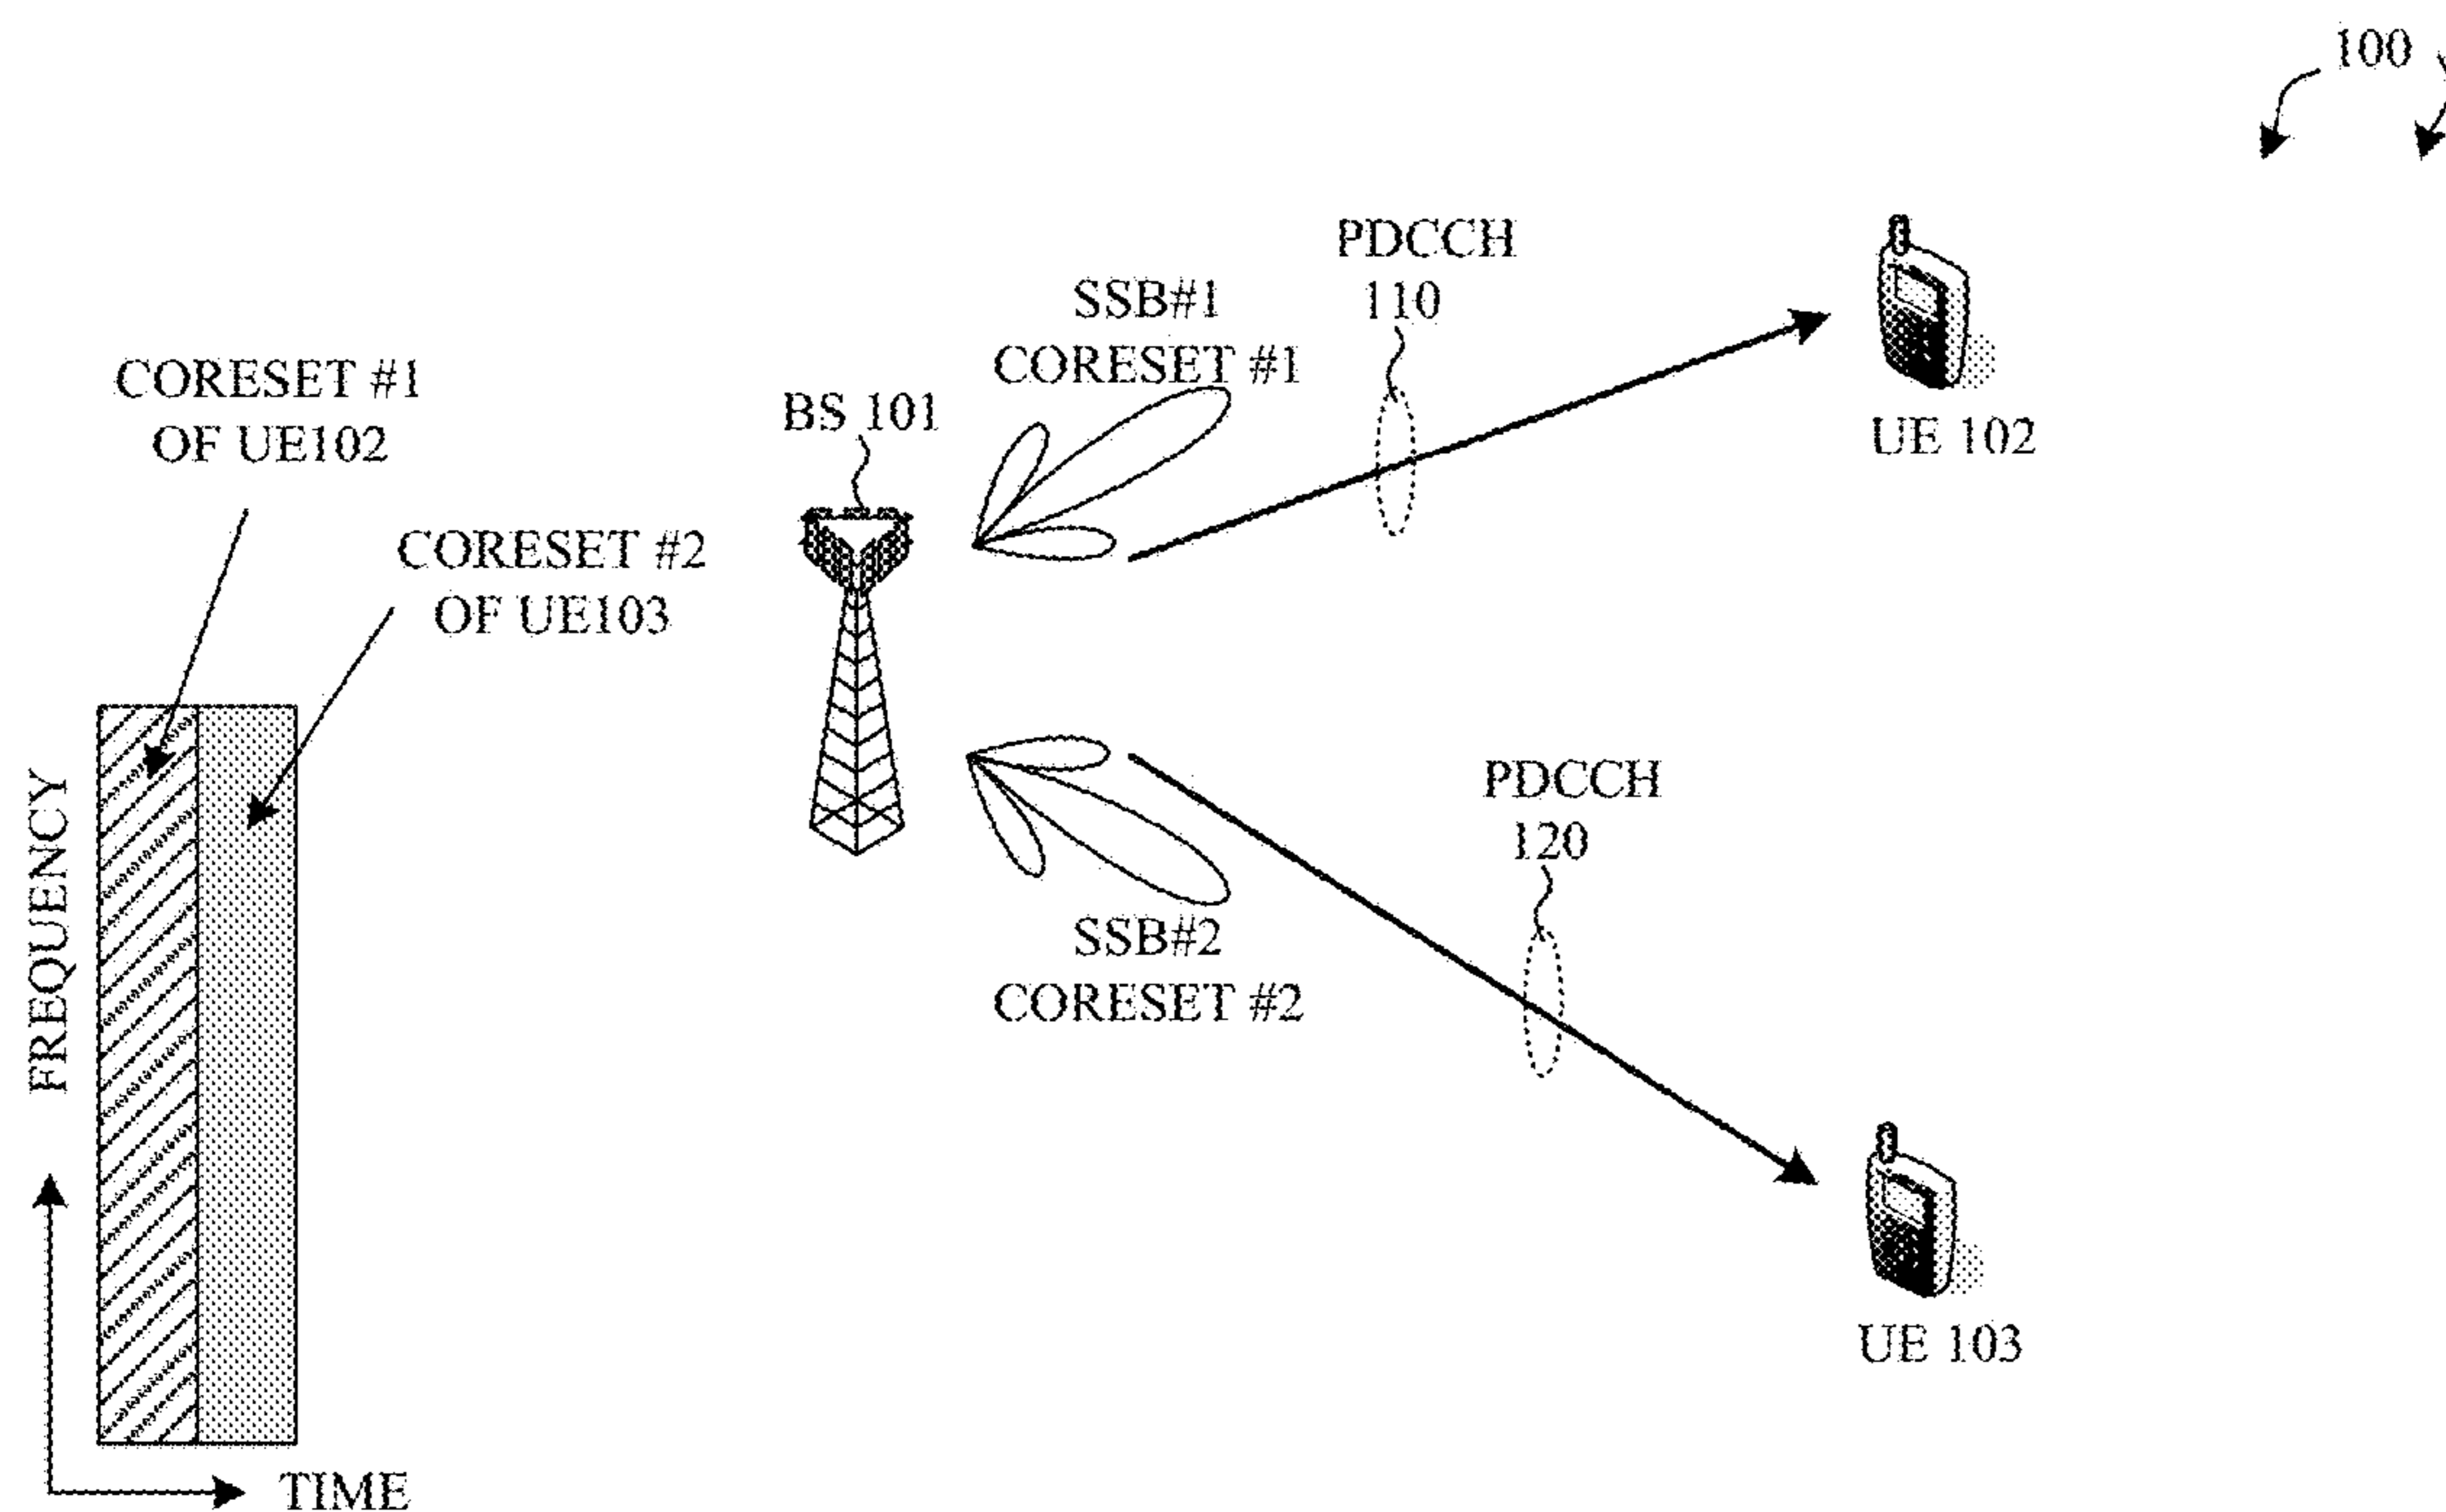 100
PDCCH
110
SSB#1
CORESET #1
CORESET #1
OF UE102
BS 101
UE 102
CORESET #2
OF UE103
PDCCH
120
SSB#2
CORESET #2
FREQUENCY
UE 103
TIME